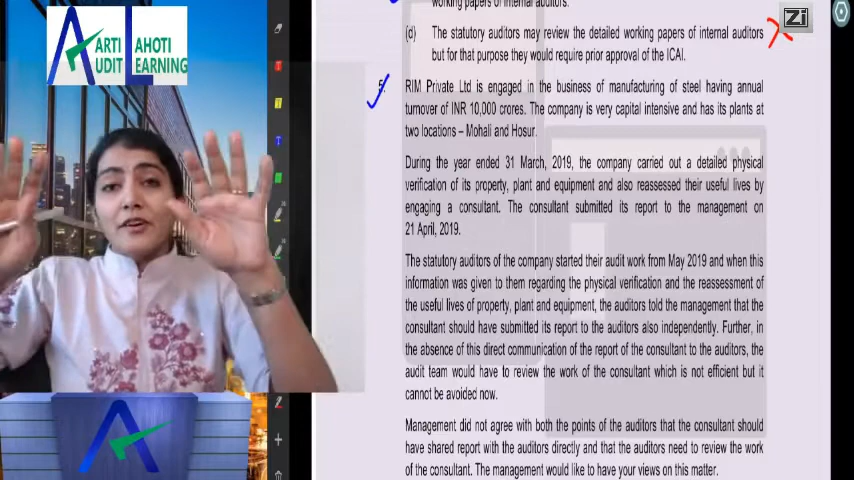 working papers of internal auditors.
(d) The statutory auditors may review the detailed working papers of internal auditors
but for that purpose they would require prior approval of the ICAI.
5. RIM Private Ltd is engaged in the business of manufacturing of steel having annual
turnover of INR 10,000 crores. The company is very capital intensive and has its plants at
two locations – Mohali and Hosur.
During the year ended 31 March, 2019, the company carried out a detailed physical
verification of its property, plant and equipment and also reassessed their useful lives by
engaging a consultant. The consultant submitted its report to the management on
21 April, 2019.
The statutory auditors of the company started their audit work from May 2019 and when this
information was given to them regarding the physical verification and the reassessment of
the useful lives of property, plant and equipment, the auditors told the management that the
consultant should have submitted its report to the auditors also independently. Further, in
the absence of this direct communication of the report of the consultant to the auditors, the
audit team would have to review the work of the consultant which is not efficient but it
cannot be avoided now.
Management did not agree with both the points of the auditors that the consultant should
have shared report with the auditors directly and that the auditors need to review the work
of the consultant. The management would like to have your views on this matter.
ARTI LAHOTI
AUDIT LEARNING
Zi